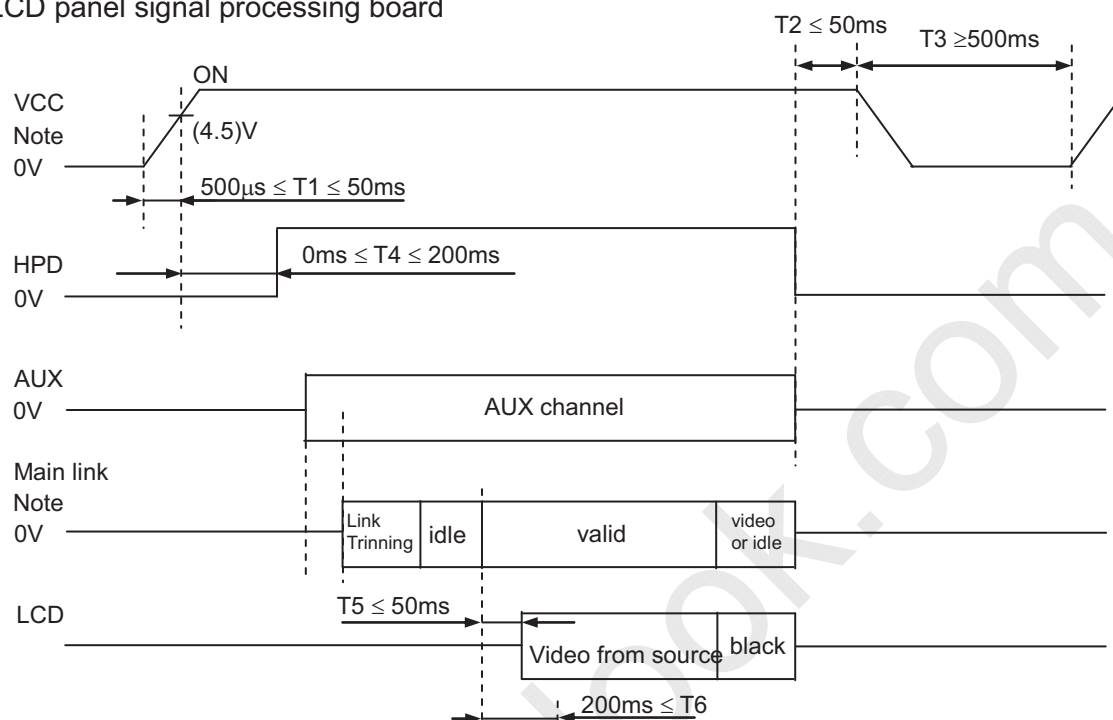 LCD panel signal processing board
T2 ≤ 50ms
T3 ≥500ms
ON
VCC
Note
0V
(4.5)V
500µs ≤ T1 ≤ 50ms
HPD
0V
0ms ≤ T4 ≤ 200ms
AUX
0V
AUX channel
Main link
Note
0V
Link
Trinning
idle
valid
video
or idle
LCD
T5 ≤ 50ms
Video from source
black
200ms ≤ T6